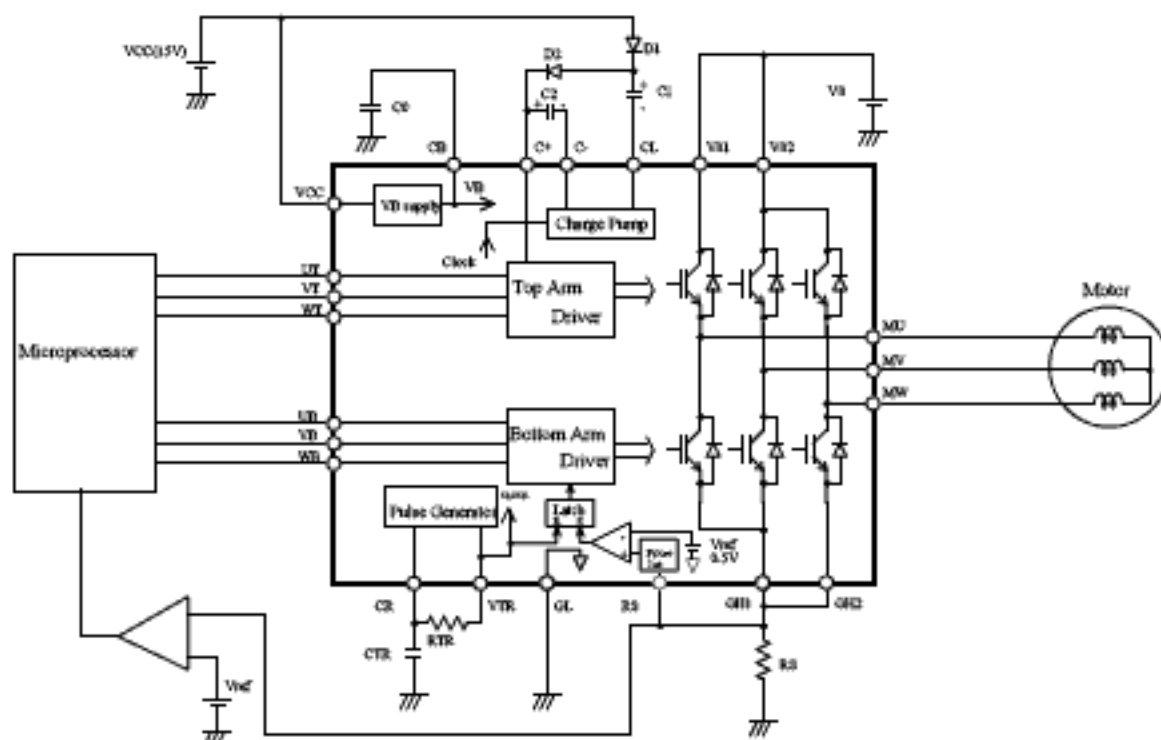 VCC(15V)
D2
D1
C2
C1
+
-
+
-
C0
VS
CB
C+
C-
CL
VS1
VS2
VCC
VB supply
VB
Charge Pump
Clock
UT
VT
WT
Top Arm
Driver
Motor
MU
MV
MW
Microprocessor
UB
VB
WB
Bottom Arm
Driver
Pulse Generator
Latch
Vref
0.5V
CR
VTR
GL
RS
GH1
GH2
RTR
CTR
RS
Vref